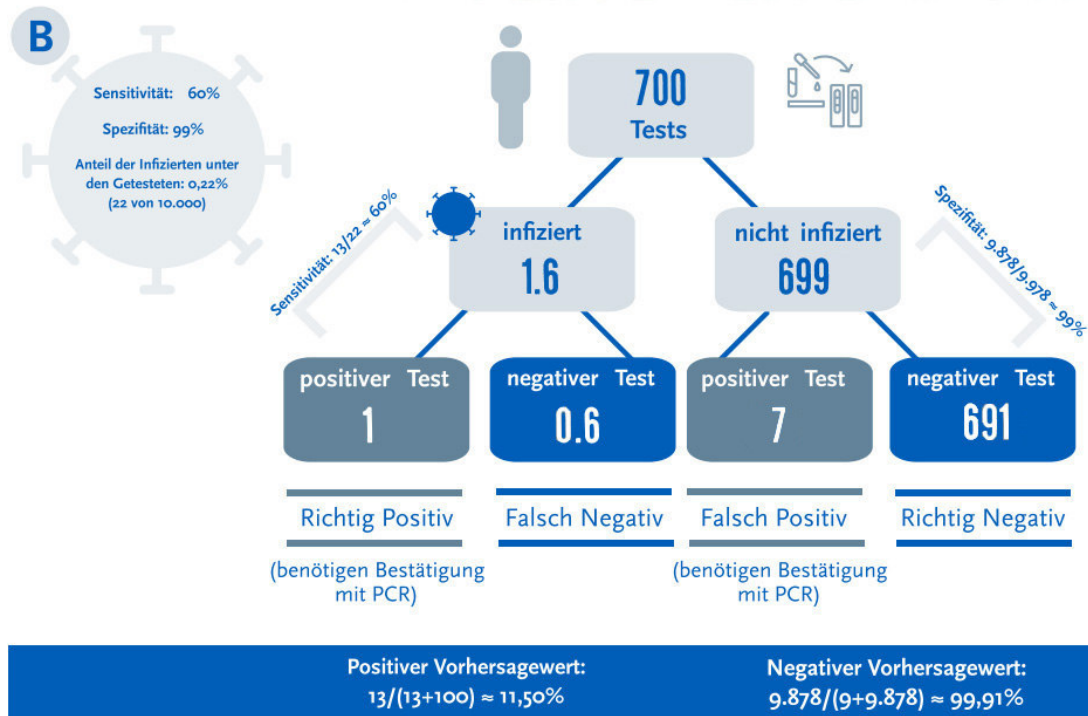 B
Sensitivität: 60%
Spezifität: 99%
Anteil der Infizierten unter
den Getesteten: 0,22%
(22 von 10.000)
700
Tests
Sensitivität: 13/22 ≈ 60%
infiziert
1.6
nicht infiziert
699
Spezifität: 9.878/9.978 ≈ 99%
positiver Test
1
negativer Test
0.6
positiver Test
7
negativer Test
691
Richtig Positiv
Falsch Negativ
Falsch Positiv
Richtig Negativ
(benötigen Bestätigung
mit PCR)
(benötigen Bestätigung
mit PCR)
Positiver Vorhersagewert:
13/(13+100) ≈ 11,50%
Negativer Vorhersagewert:
9.878/(9+9.878) ≈ 99,91%